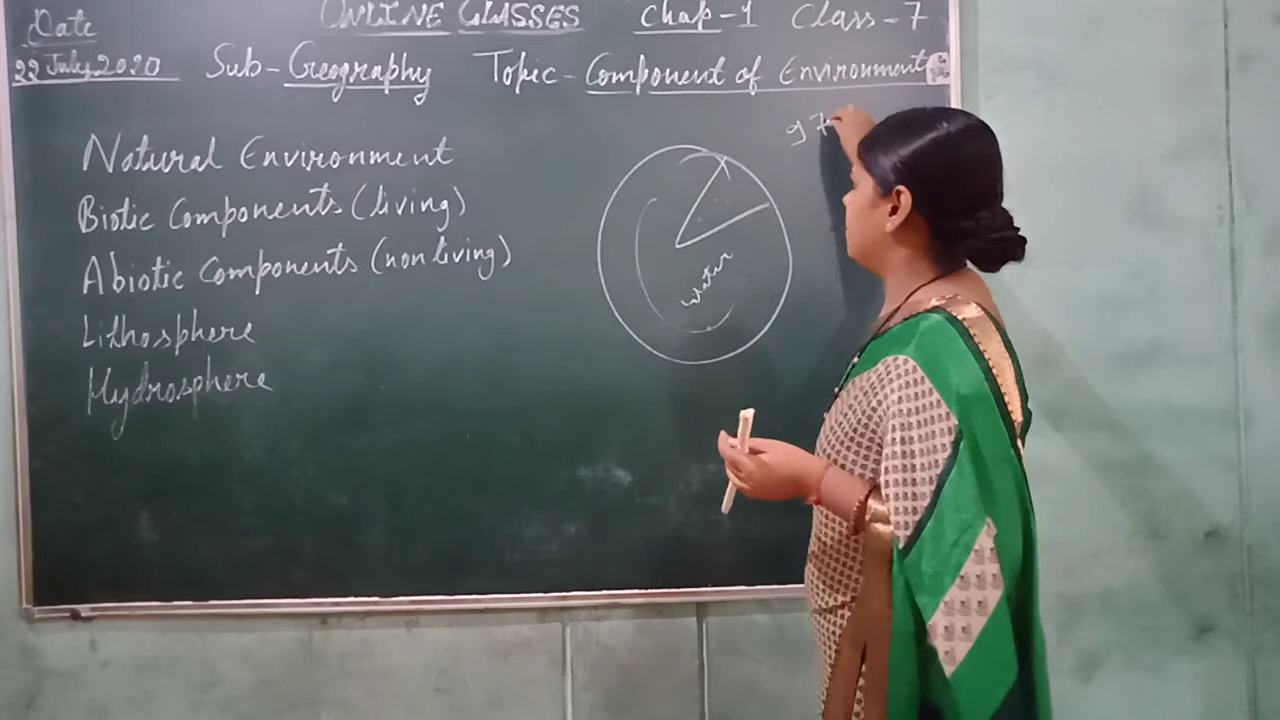 Date ONLINE CLASSES Chap-1 Class-7
22 July 2020 Sub-Geography Topic-Component of Environment
Natural Environment
Biotic Components (living)
Abiotic Components (non living)
Lithosphere
Hydrosphere
water
97